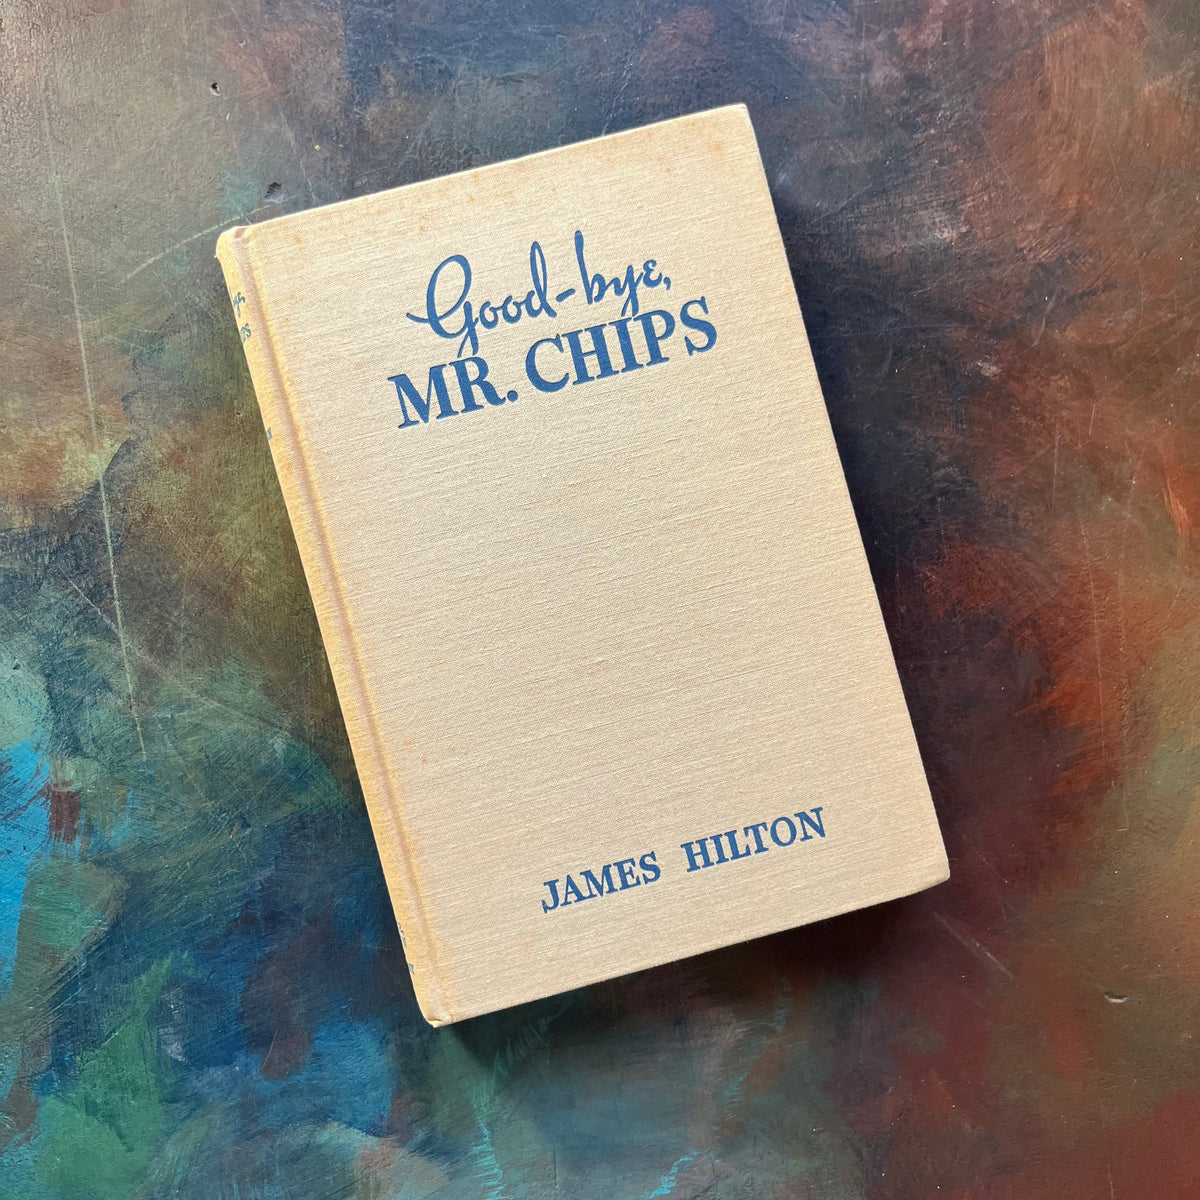 Good-bye,
MR. CHIPS
JAMES HILTON